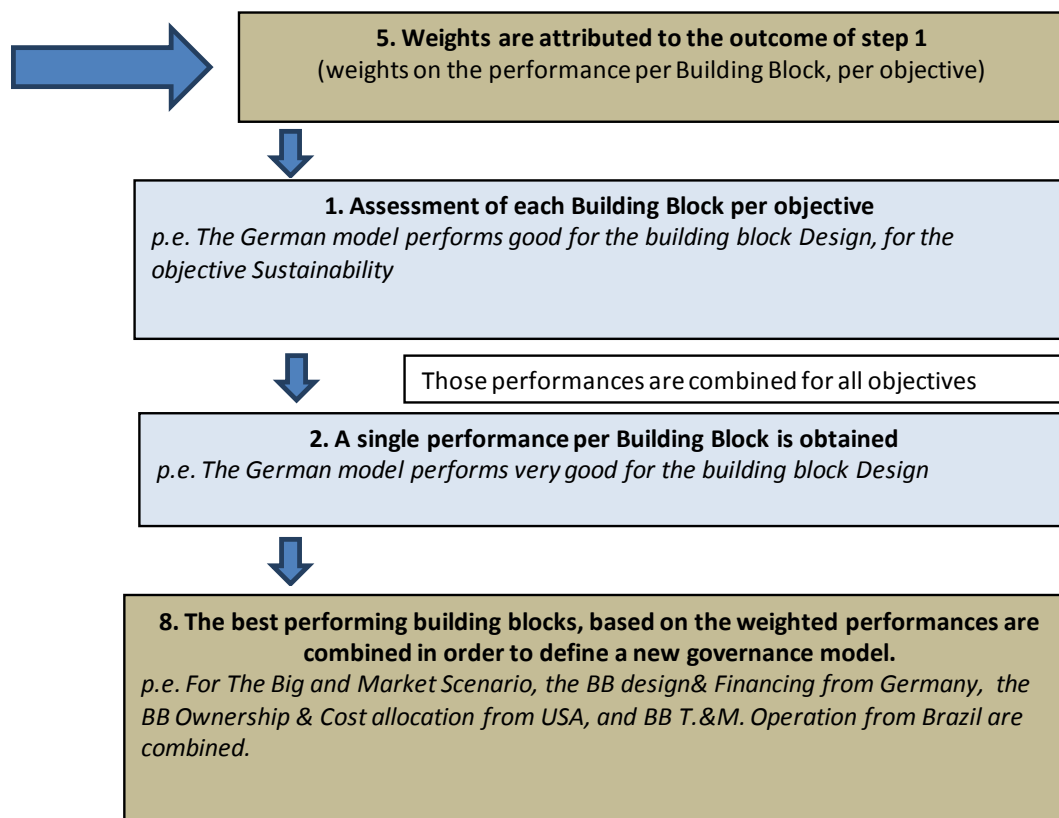 5. Weights are attributed to the outcome of step 1
(weights on the performance per Building Block, per objective)
1. Assessment of each Building Block per objective
p.e. The German model performs good for the building block Design, for the
objective Sustainability
Those performances are combined for all objectives
2. A single performance per Building Block is obtained
p.e. The German model performs very good for the building block Design
8. The best performing building blocks, based on the weighted performances are
combined in order to define a new governance model.
p.e. For The Big and Market Scenario, the BB design& Financing from Germany, the
BB Ownership & Cost allocation from USA, and BB T.&M. Operation from Brazil are
combined.